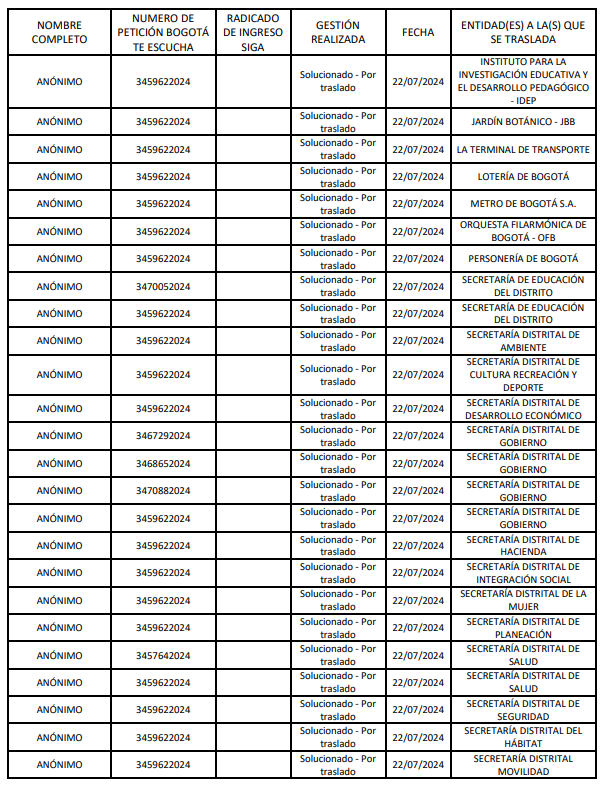 NOMBRE COMPLETO NUMERO DE PETICIÓN BOGOTÁ TE ESCUCHA RADICADO DE INGRESO SIGA GESTIÓN REALIZADA FECHA ENTIDAD(ES) A LA(S) QUE SE TRASLADA
ANÓNIMO 3459622024 Solucionado - Por traslado 22/07/2024 INSTITUTO PARA LA INVESTIGACIÓN EDUCATIVA Y EL DESARROLLO PEDAGÓGICO - IDEP
ANÓNIMO 3459622024 Solucionado - Por traslado 22/07/2024 JARDÍN BOTÁNICO - JBB
ANÓNIMO 3459622024 Solucionado - Por traslado 22/07/2024 LA TERMINAL DE TRANSPORTE
ANÓNIMO 3459622024 Solucionado - Por traslado 22/07/2024 LOTERÍA DE BOGOTÁ
ANÓNIMO 3459622024 Solucionado - Por traslado 22/07/2024 METRO DE BOGOTÁ S.A.
ANÓNIMO 3459622024 Solucionado - Por traslado 22/07/2024 ORQUESTA FILARMÓNICA DE BOGOTÁ - OFB
ANÓNIMO 3459622024 Solucionado - Por traslado 22/07/2024 PERSONERÍA DE BOGOTÁ
ANÓNIMO 3470052024 Solucionado - Por traslado 22/07/2024 SECRETARÍA DE EDUCACIÓN DEL DISTRITO
ANÓNIMO 3459622024 Solucionado - Por traslado 22/07/2024 SECRETARÍA DE EDUCACIÓN DEL DISTRITO
ANÓNIMO 3459622024 Solucionado - Por traslado 22/07/2024 SECRETARÍA DISTRITAL DE AMBIENTE
ANÓNIMO 3459622024 Solucionado - Por traslado 22/07/2024 SECRETARÍA DISTRITAL DE CULTURA RECREACIÓN Y DEPORTE
ANÓNIMO 3459622024 Solucionado - Por traslado 22/07/2024 SECRETARÍA DISTRITAL DE DESARROLLO ECONÓMICO
ANÓNIMO 3467292024 Solucionado - Por traslado 22/07/2024 SECRETARÍA DISTRITAL DE GOBIERNO
ANÓNIMO 3468652024 Solucionado - Por traslado 22/07/2024 SECRETARÍA DISTRITAL DE GOBIERNO
ANÓNIMO 3470882024 Solucionado - Por traslado 22/07/2024 SECRETARÍA DISTRITAL DE GOBIERNO
ANÓNIMO 3459622024 Solucionado - Por traslado 22/07/2024 SECRETARÍA DISTRITAL DE GOBIERNO
ANÓNIMO 3459622024 Solucionado - Por traslado 22/07/2024 SECRETARÍA DISTRITAL DE HACIENDA
ANÓNIMO 3459622024 Solucionado - Por traslado 22/07/2024 SECRETARÍA DISTRITAL DE INTEGRACIÓN SOCIAL
ANÓNIMO 3459622024 Solucionado - Por traslado 22/07/2024 SECRETARÍA DISTRITAL DE LA MUJER
ANÓNIMO 3459622024 Solucionado - Por traslado 22/07/2024 SECRETARÍA DISTRITAL DE PLANEACIÓN
ANÓNIMO 3457642024 Solucionado - Por traslado 22/07/2024 SECRETARÍA DISTRITAL DE SALUD
ANÓNIMO 3459622024 Solucionado - Por traslado 22/07/2024 SECRETARÍA DISTRITAL DE SALUD
ANÓNIMO 3459622024 Solucionado - Por traslado 22/07/2024 SECRETARÍA DISTRITAL DE SEGURIDAD
ANÓNIMO 3459622024 Solucionado - Por traslado 22/07/2024 SECRETARÍA DISTRITAL DEL HÁBITAT
ANÓNIMO 3459622024 Solucionado - Por traslado 22/07/2024 SECRETARÍA DISTRITAL MOVILIDAD